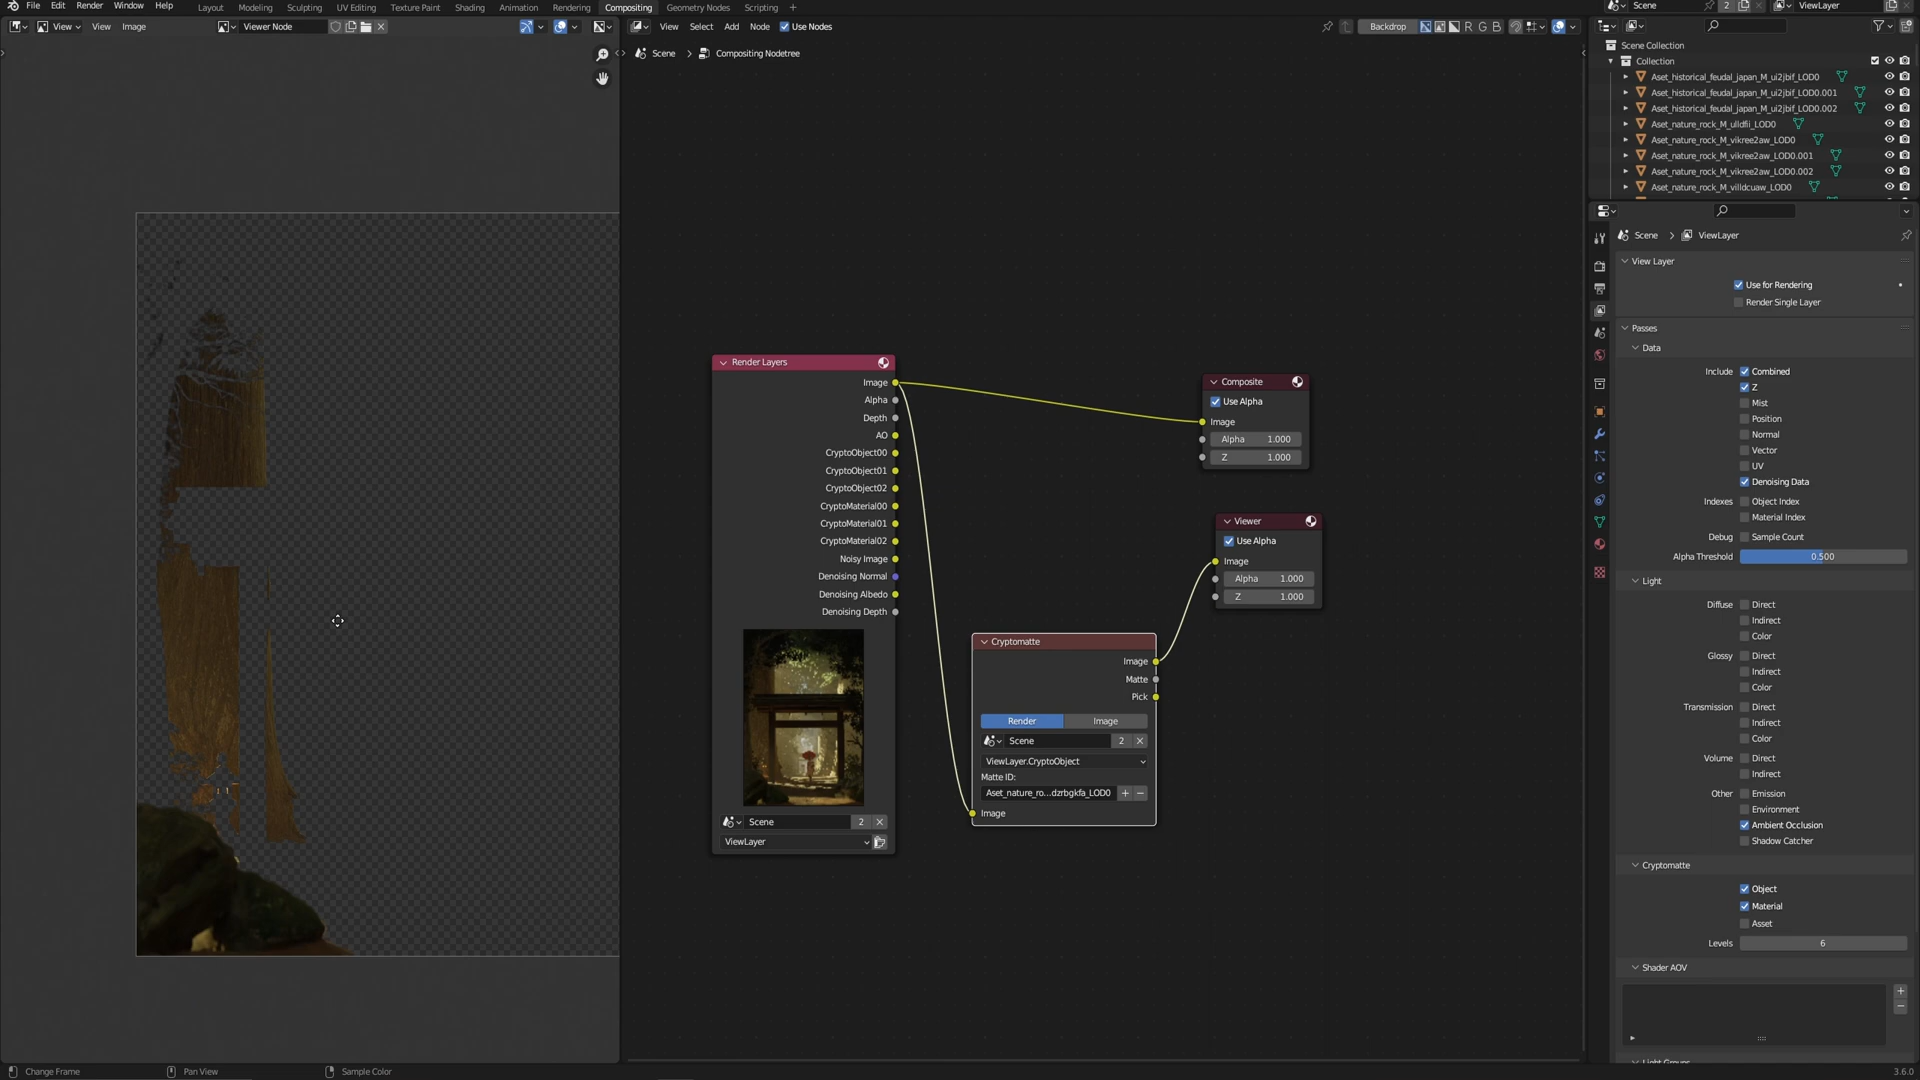 File Edit Render Window Help
Layout Modeling Sculpting UV Editing Texture Paint Shading Animation Rendering Compositing Geometry Nodes Scripting +
Scene 2 ViewLayer
View View Image Viewer Node
View Select Add Node Use Nodes
Backdrop R G B
Scene > Compositing Nodetree
Scene Collection
Collection
Aset_historical_feudal_japan_M_ui2jbif_LOD0
Aset_historical_feudal_japan_M_ui2jbif_LOD0.001
Aset_historical_feudal_japan_M_ui2jbif_LOD0.002
Aset_nature_rock_M_ulldfii_LOD0
Aset_nature_rock_M_vikree2aw_LOD0
Aset_nature_rock_M_vikree2aw_LOD0.001
Aset_nature_rock_M_vikree2aw_LOD0.002
Aset_nature_rock_M_villdcuaw_LOD0
Render Layers
Image
Alpha
Depth
AO
CryptoObject00
CryptoObject01
CryptoObject02
CryptoMaterial00
CryptoMaterial01
CryptoMaterial02
Noisy Image
Denoising Normal
Denoising Albedo
Denoising Depth
Scene 2
ViewLayer
Composite
Use Alpha
Image
Alpha 1.000
Z 1.000
Viewer
Use Alpha
Image
Alpha 1.000
Z 1.000
Cryptomatte
Image
Matte
Pick
Render Image
Scene 2
ViewLayer.CryptoObject
Matte ID:
Aset_nature_ro...dzrbgkfa_LOD0
Image
Scene > ViewLayer
View Layer
Use for Rendering
Render Single Layer
Passes
Data
Include Combined
Z
Mist
Position
Normal
Vector
UV
Denoising Data
Indexes Object Index
Material Index
Debug Sample Count
Alpha Threshold 0.500
Light
Diffuse Direct
Indirect
Color
Glossy Direct
Indirect
Color
Transmission Direct
Indirect
Color
Volume Direct
Indirect
Other Emission
Environment
Ambient Occlusion
Shadow Catcher
Cryptomatte
Object
Material
Asset
Levels 6
Shader AOV
Light Groups
Change Frame Pan View Sample Color 3.6.0